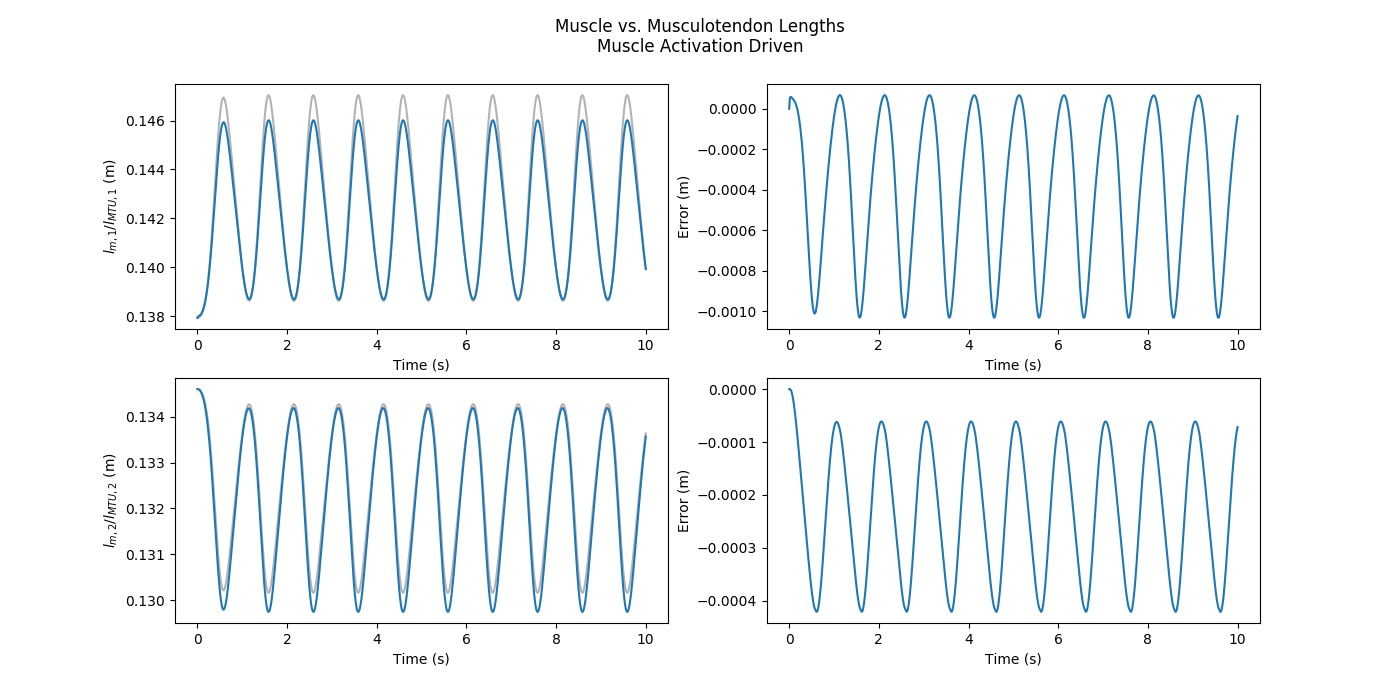 Muscle vs. Musculotendon Lengths
Muscle Activation Driven
l_{m,1}/l_{MTU,1} (m)
0.146
0.144
0.142
0.140
0.138
0 2 4 6 8 10
Time (s)
Error (m)
0.0000
−0.0002
−0.0004
−0.0006
−0.0008
−0.0010
0 2 4 6 8 10
Time (s)
l_{m,2}/l_{MTU,2} (m)
0.134
0.133
0.132
0.131
0.130
0 2 4 6 8 10
Time (s)
Error (m)
0.0000
−0.0001
−0.0002
−0.0003
−0.0004
0 2 4 6 8 10
Time (s)